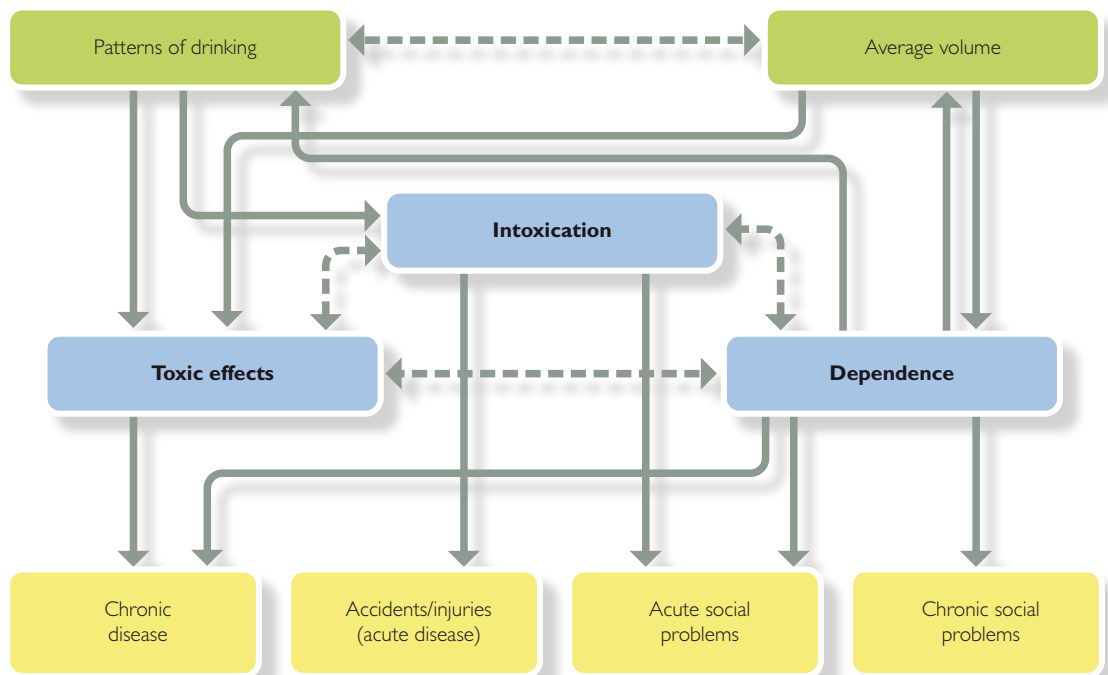 Patterns of drinking
Average volume
Intoxication
Toxic effects
Dependence
Chronic
disease
Accidents/injuries
(acute disease)
Acute social
problems
Chronic social
problems